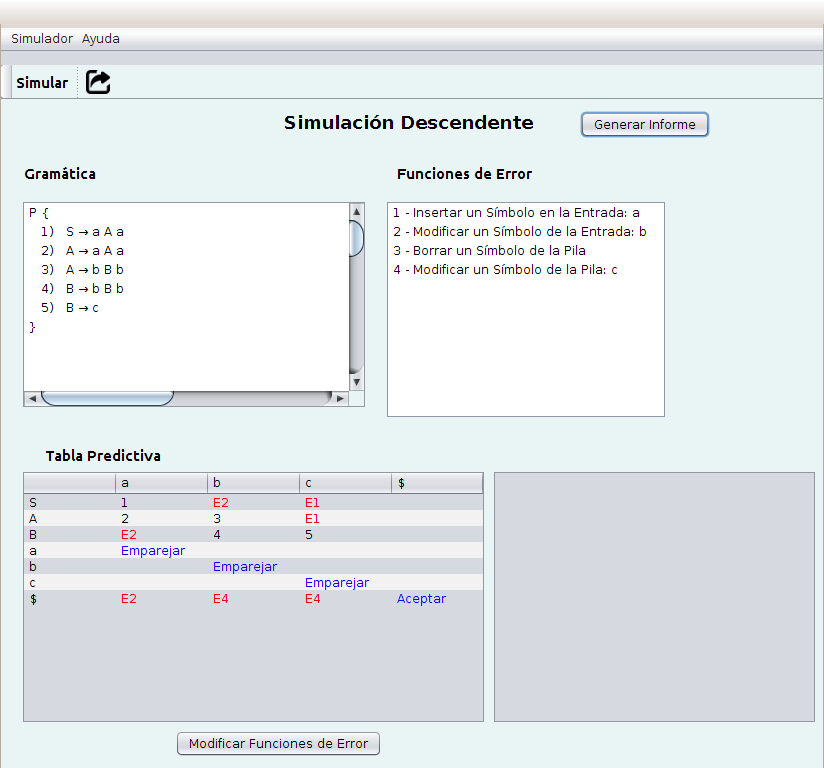 Simulador Ayuda
Simular
Simulación Descendente
Generar Informe
Gramática
P {
1) S → a A a
2) A → a A a
3) A → b B b
4) B → b B b
5) B → c
}
Funciones de Error
1 - Insertar un Símbolo en la Entrada: a
2 - Modificar un Símbolo de la Entrada: b
3 - Borrar un Símbolo de la Pila
4 - Modificar un Símbolo de la Pila: c
Tabla Predictiva
a b c $
S 1 E2 E1
A 2 3 E1
B E2 4 5
a Emparejar
b Emparejar
c Emparejar
$ E2 E4 E4 Aceptar
Modificar Funciones de Error